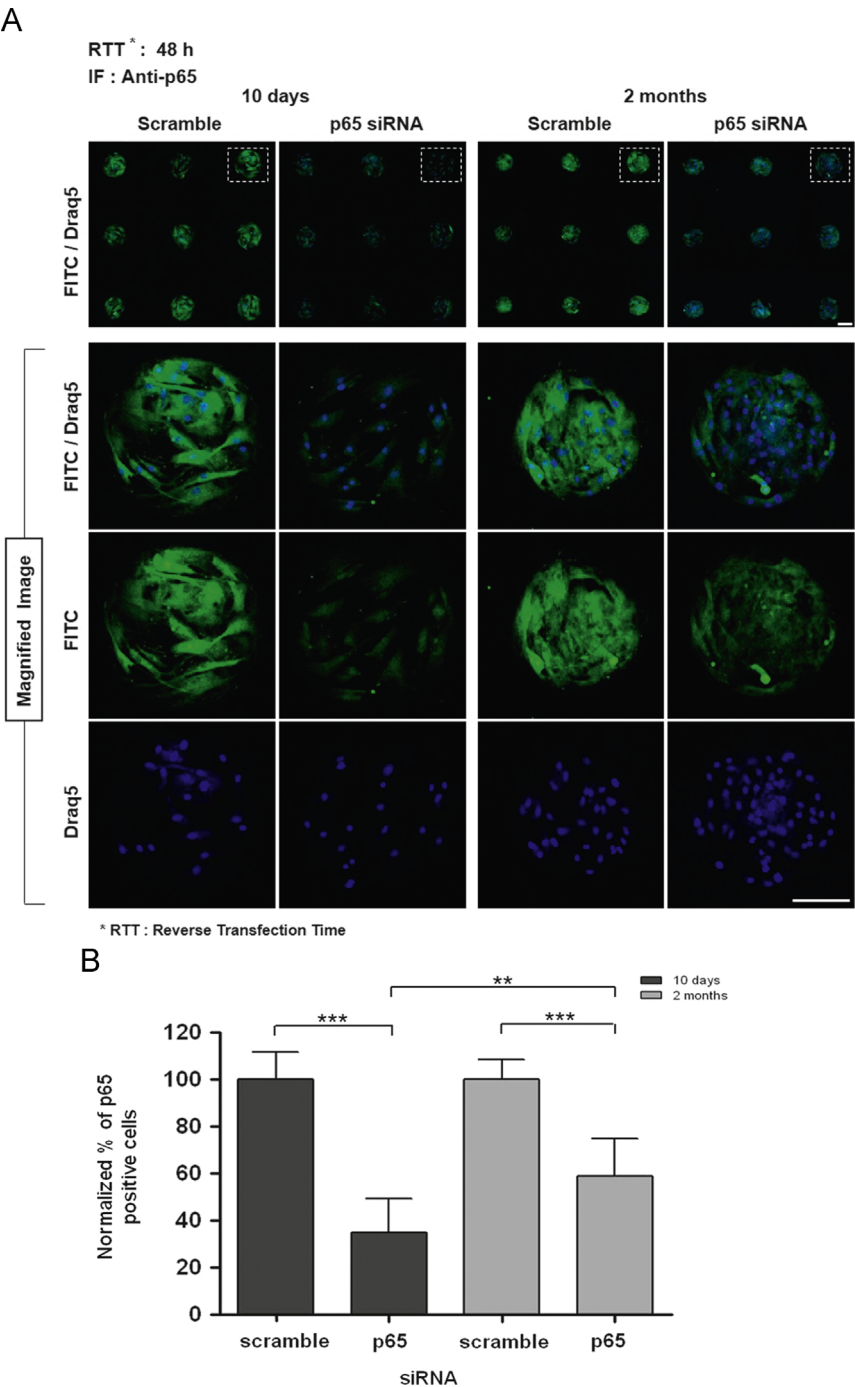 A
RTT * : 48 h
IF : Anti-p65
10 days
2 months
Scramble
p65 siRNA
Scramble
p65 siRNA
FITC / Draq5
Magnified Image
FITC / Draq5
FITC
Draq5
* RTT : Reverse Transfection Time
B
**
10 days
2 months
***
***
Normalized % of p65
positive cells
120
100
80
60
40
20
0
scramble
p65
scramble
p65
siRNA